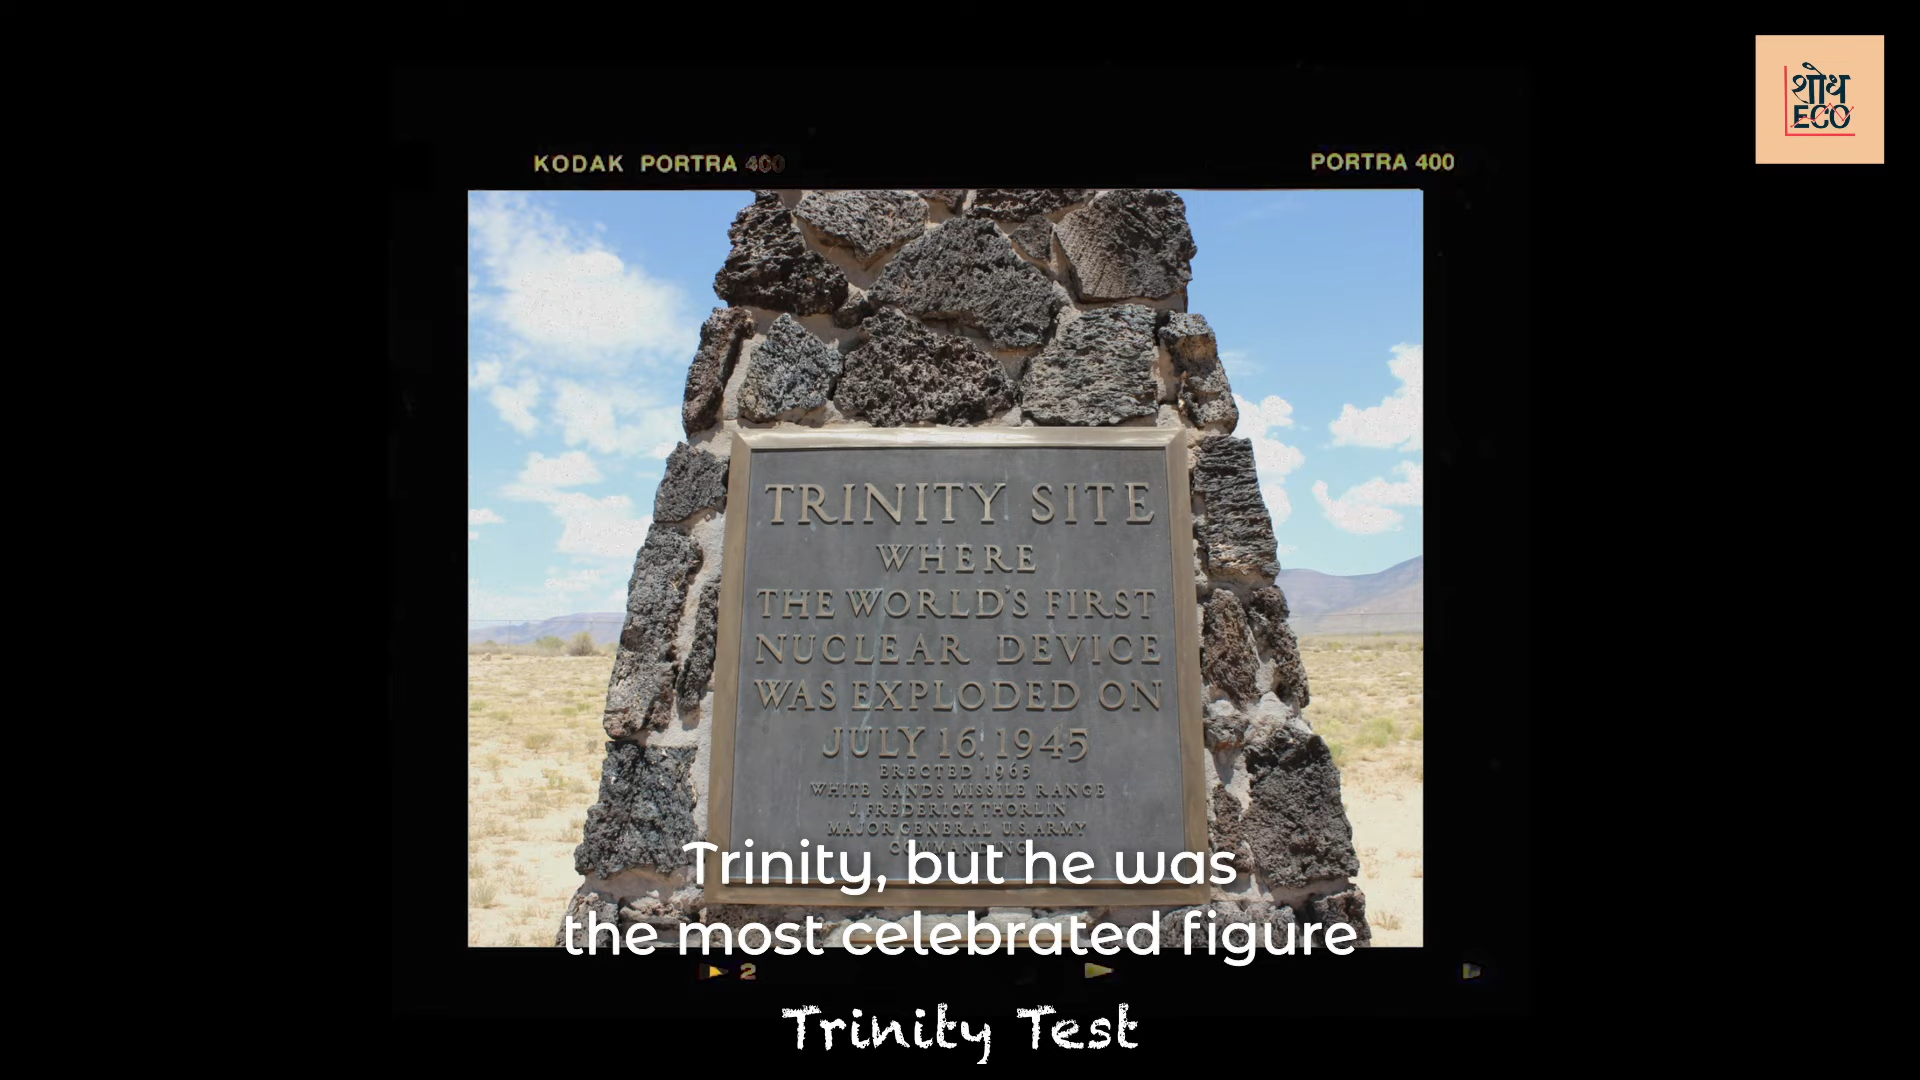 शोध
ECO
KODAK PORTRA 400
PORTRA 400
TRINITY SITE
WHERE
THE WORLD'S FIRST
NUCLEAR DEVICE
WAS EXPLODED ON
JULY 16, 1945
ERECTED 1965
WHITE SANDS MISSILE RANGE
J. FREDERICK THORLIN
MAJOR GENERAL U.S. ARMY
COMMANDING
Trinity, but he was
the most celebrated figure
2
Trinity Test